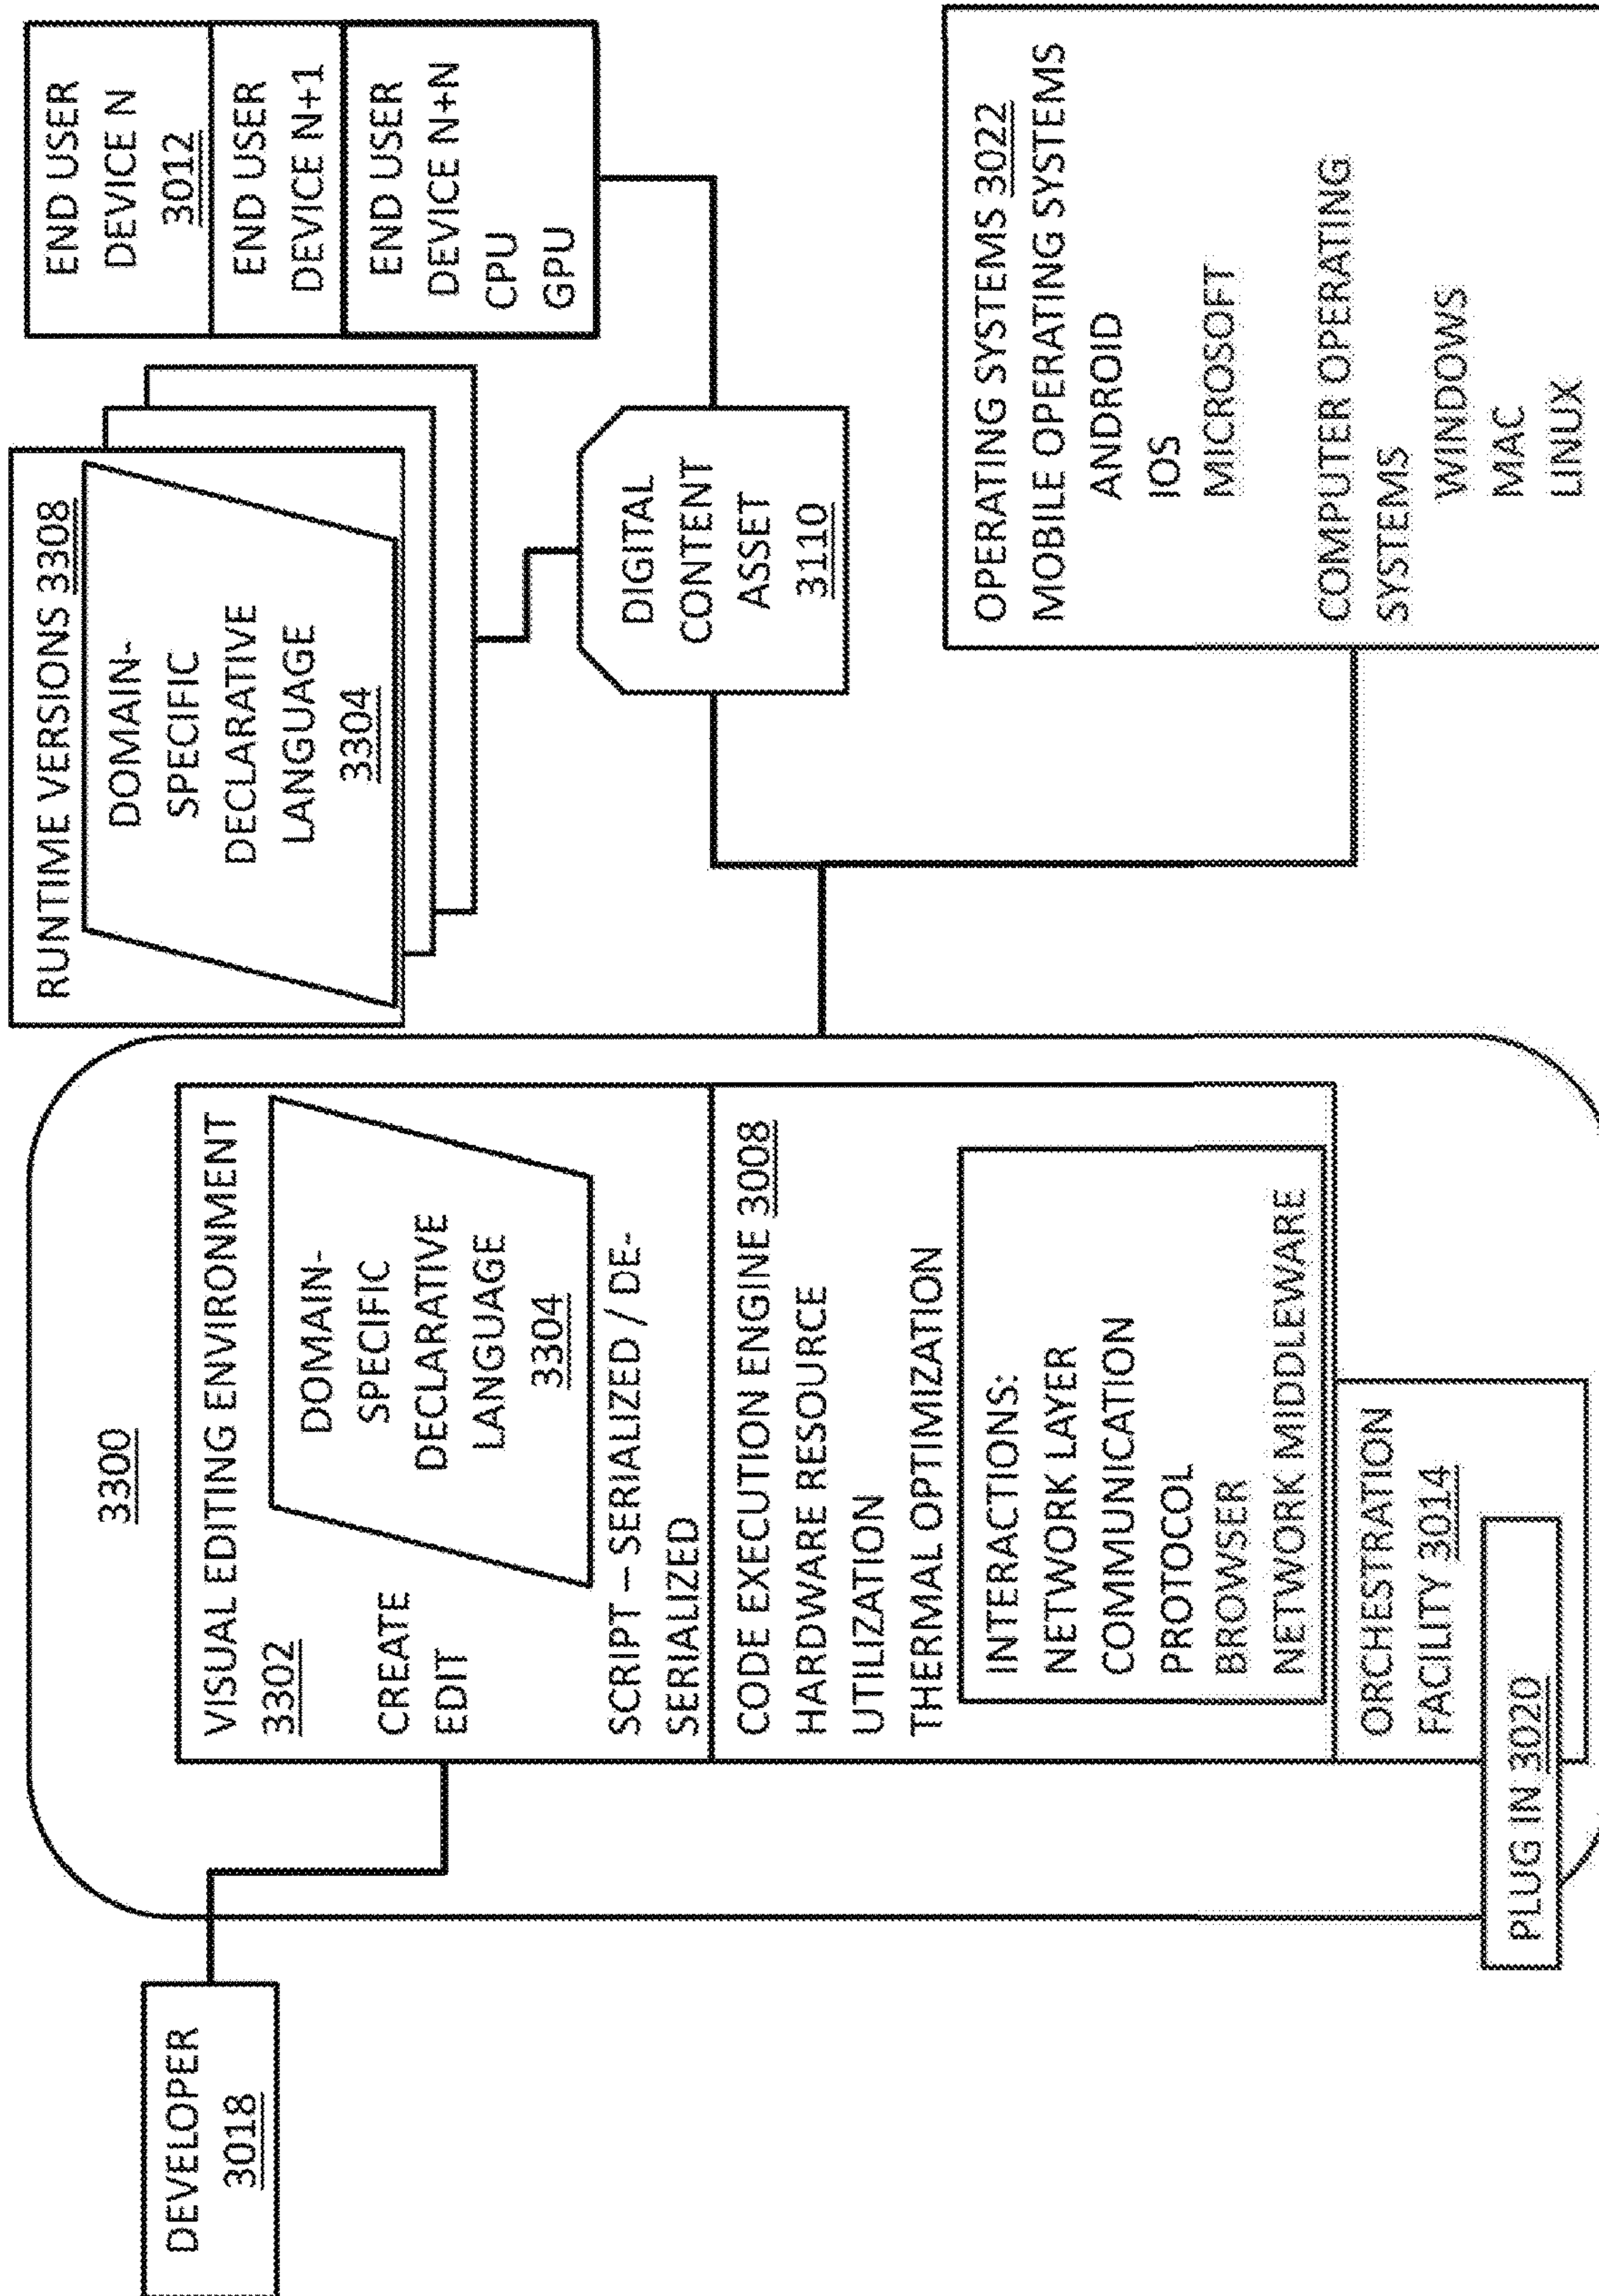 DEVELOPER
3018
3300
VISUAL EDITING ENVIRONMENT
3302
CREATE
EDIT
DOMAIN-
SPECIFIC
DECLARATIVE
LANGUAGE
3304
SCRIPT – SERIALIZED / DE-
SERIALIZED
CODE EXECUTION ENGINE 3008
HARDWARE RESOURCE
UTILIZATION
THERMAL OPTIMIZATION
INTERACTIONS:
NETWORK LAYER
COMMUNICATION
PROTOCOL
BROWSER
NETWORK MIDDLEWARE
ORCHESTRATION
FACILITY 3014
PLUG IN 3020
RUNTIME VERSIONS 3308
DOMAIN-
SPECIFIC
DECLARATIVE
LANGUAGE
3304
END USER
DEVICE N
3012
END USER
DEVICE N+1
END USER
DEVICE N+N
CPU
GPU
DIGITAL
CONTENT
ASSET
3110
OPERATING SYSTEMS 3022
MOBILE OPERATING SYSTEMS
ANDROID
IOS
MICROSOFT
COMPUTER OPERATING
SYSTEMS
WINDOWS
MAC
LINUX